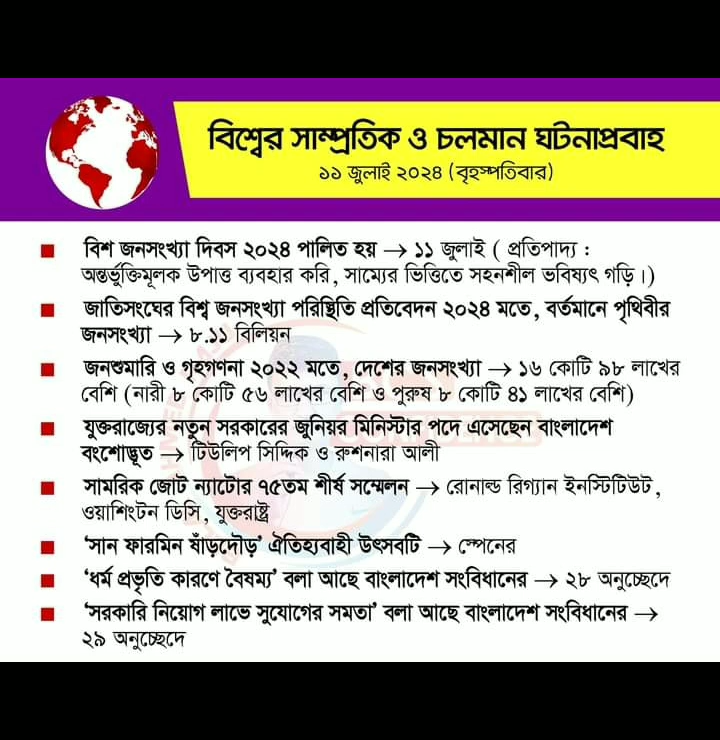 বিশ্বের সাম্প্রতিক ও চলমান ঘটনাপ্রবাহ
১১ জুলাই ২০২৪ (বৃহস্পতিবার)
বিশ জনসংখ্যা দিবস ২০২৪ পালিত হয় → ১১ জুলাই ( প্রতিপাদ্য :
অন্তর্ভুক্তিমূলক উপাত্ত ব্যবহার করি, সাম্যের ভিত্তিতে সহনশীল ভবিষ্যৎ গড়ি।)
জাতিসংঘের বিশ্ব জনসংখ্যা পরিস্থিতি প্রতিবেদন ২০২৪ মতে, বর্তমানে পৃথিবীর
জনসংখ্যা → ৮.১১ বিলিয়ন
জনশুমারি ও গৃহগণনা ২০২২ মতে, দেশের জনসংখ্যা → ১৬ কোটি ৯৮ লাখের
বেশি (নারী ৮ কোটি ৫৬ লাখের বেশি ও পুরুষ ৮ কোটি ৪১ লাখের বেশি)
যুক্তরাজ্যের নতুন সরকারের জুনিয়র মিনিস্টার পদে এসেছেন বাংলাদেশ
বংশোদ্ভূত → টিউলিপ সিদ্দিক ও রুশনারা আলী
সামরিক জোট ন্যাটোর ৭৫তম শীর্ষ সম্মেলন → রোনাল্ড রিগ্যান ইনস্টিটিউট,
ওয়াশিংটন ডিসি, যুক্তরাষ্ট্র
‘সান ফারমিন ষাঁড়দৌড়’ ঐতিহ্যবাহী উৎসবটি → স্পেনের
‘ধর্ম প্রভৃতি কারণে বৈষম্য’ বলা আছে বাংলাদেশ সংবিধানের → ২৮ অনুচ্ছেদে
‘সরকারি নিয়োগ লাভে সুযোগের সমতা’ বলা আছে বাংলাদেশ সংবিধানের →
২৯ অনুচ্ছেদে